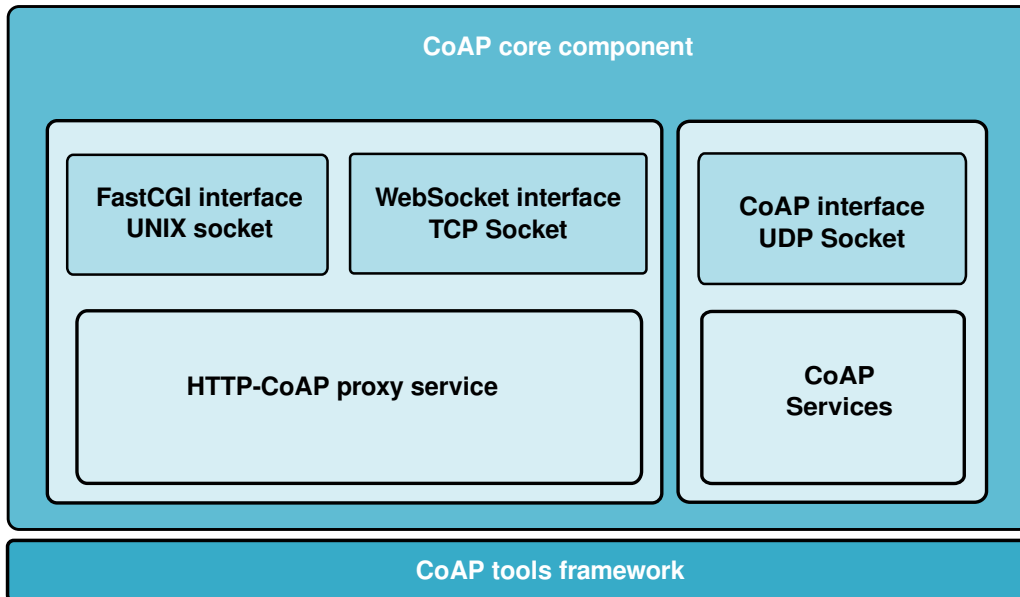 CoAP core component
FastCGI interface
UNIX socket
WebSocket interface
TCP Socket
CoAP interface
UDP Socket
HTTP-CoAP proxy service
CoAP
Services
CoAP tools framework